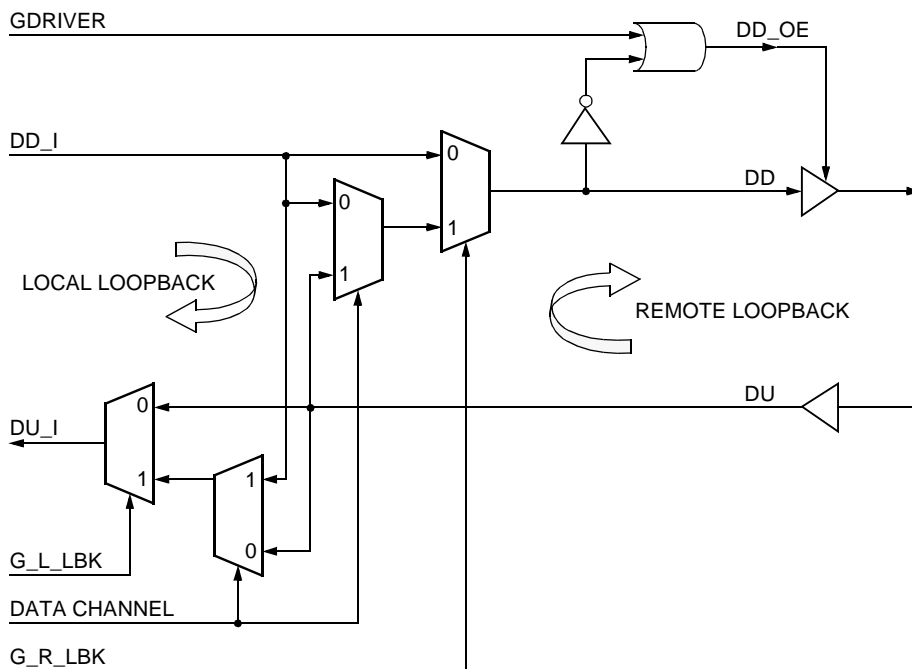 GDRIVER
DD_OE
DD_I
0
0
DD
1
1
LOCAL LOOPBACK
REMOTE LOOPBACK
DU
0
DU_I
1
1
0
G_L_LBK
DATA CHANNEL
G_R_LBK